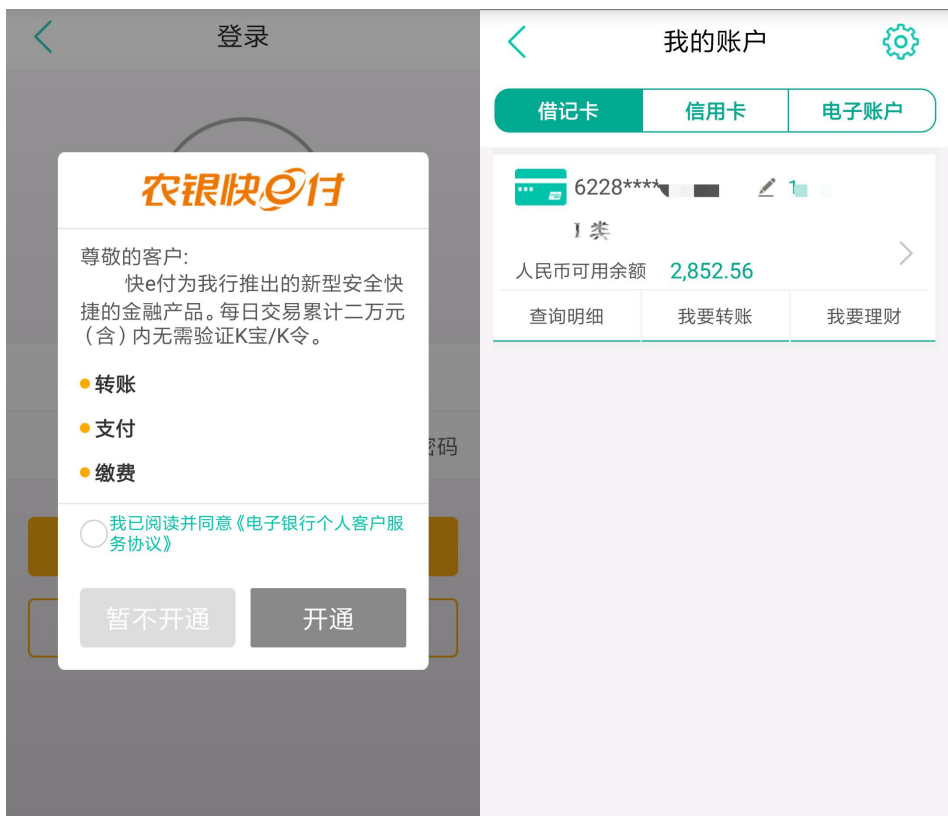 登录
农银快e付
尊敬的客户:
快e付为我行推出的新型安全快
捷的金融产品。每日交易累计二万元
(含)内无需验证K宝/K令。
转账
支付
缴费
密码
我已阅读并同意《电子银行个人客户服
务协议》
暂不开通
开通
我的账户
借记卡
信用卡
电子账户
6228****
1
I类
人民币可用余额 2,852.56
查询明细
我要转账
我要理财